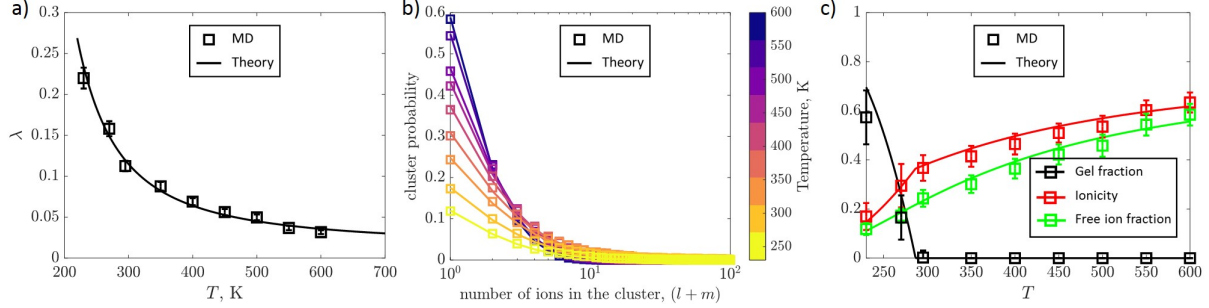 a)
0.3
0.25
0.2
0.15
0.1
0.05
0
λ
200 300 400 500 600 700
T, K
MD
Theory
b)
0.6
0.5
0.4
0.3
0.2
0.1
0
cluster probability
10^0 10^1 10^2
number of ions in the cluster, (l + m)
MD
Theory
600
550
500
450
400
350
300
250
Temperature, K
c)
1
0.8
0.6
0.4
0.2
0
250 300 350 400 450 500 550 600
T
MD
Theory
Gel fraction
Ionicity
Free ion fraction